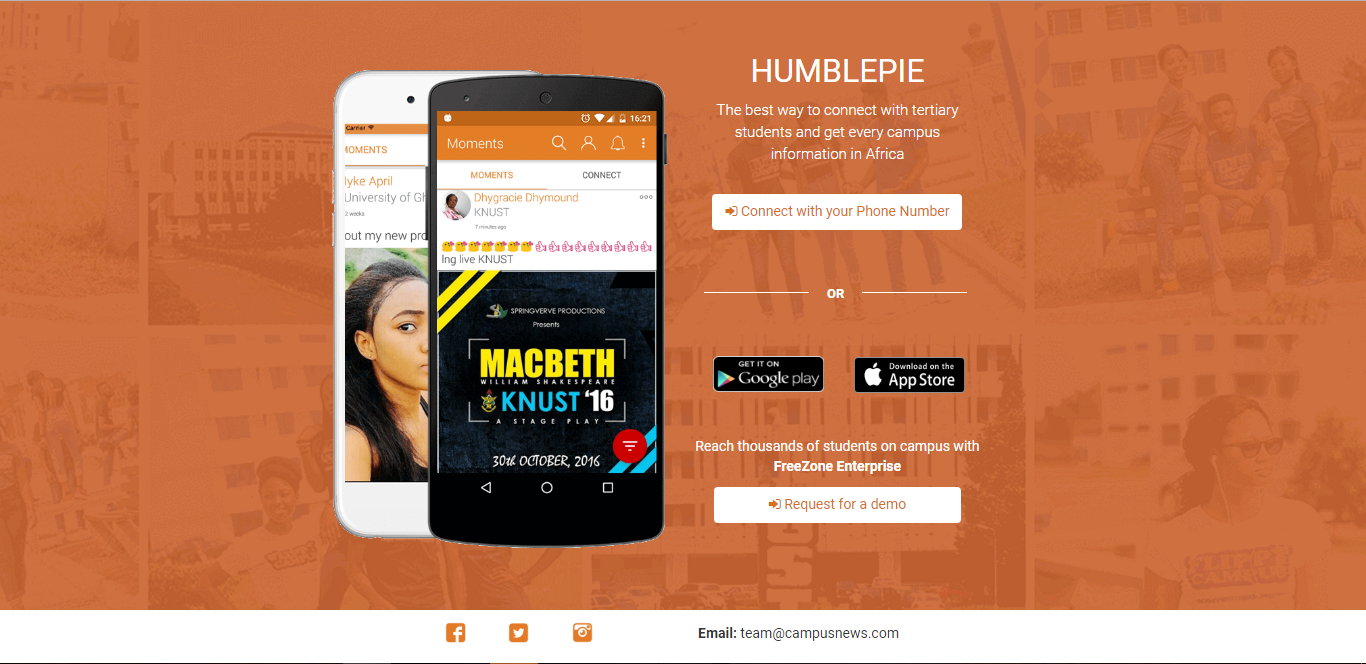 HUMBLEPIE
The best way to connect with tertiary
students and get every campus
information in Africa
Connect with your Phone Number
OR
GET IT ON
Google play
Download on the
App Store
Reach thousands of students on campus with
FreeZone Enterprise
Request for a demo
Carrier
MOMENTS
Myke April
University of Gh
2 weeks
out my new pro
16:21
Moments
MOMENTS
CONNECT
Dhygracie Dhymound
KNUST
7 minutes ago
lng live KNUST
SPRINGVERVE PRODUCTIONS
Presents
MACBETH
WILLIAM SHAKESPEARE
KNUST '16
A STAGE PLAY
30th OCTOBER, 2016
Email: team@campusnews.com